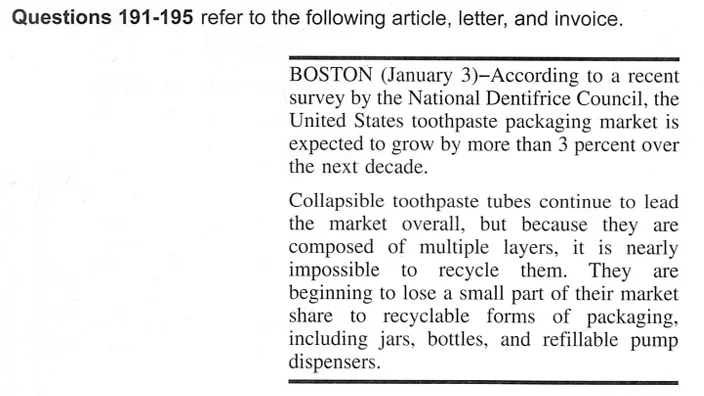 Questions 191-195 refer to the following article, letter, and invoice.
BOSTON (January 3)–According to a recent
survey by the National Dentifrice Council, the
United States toothpaste packaging market is
expected to grow by more than 3 percent over
the next decade.
Collapsible toothpaste tubes continue to lead
the market overall, but because they are
composed of multiple layers, it is nearly
impossible to recycle them. They are
beginning to lose a small part of their market
share to recyclable forms of packaging,
including jars, bottles, and refillable pump
dispensers.